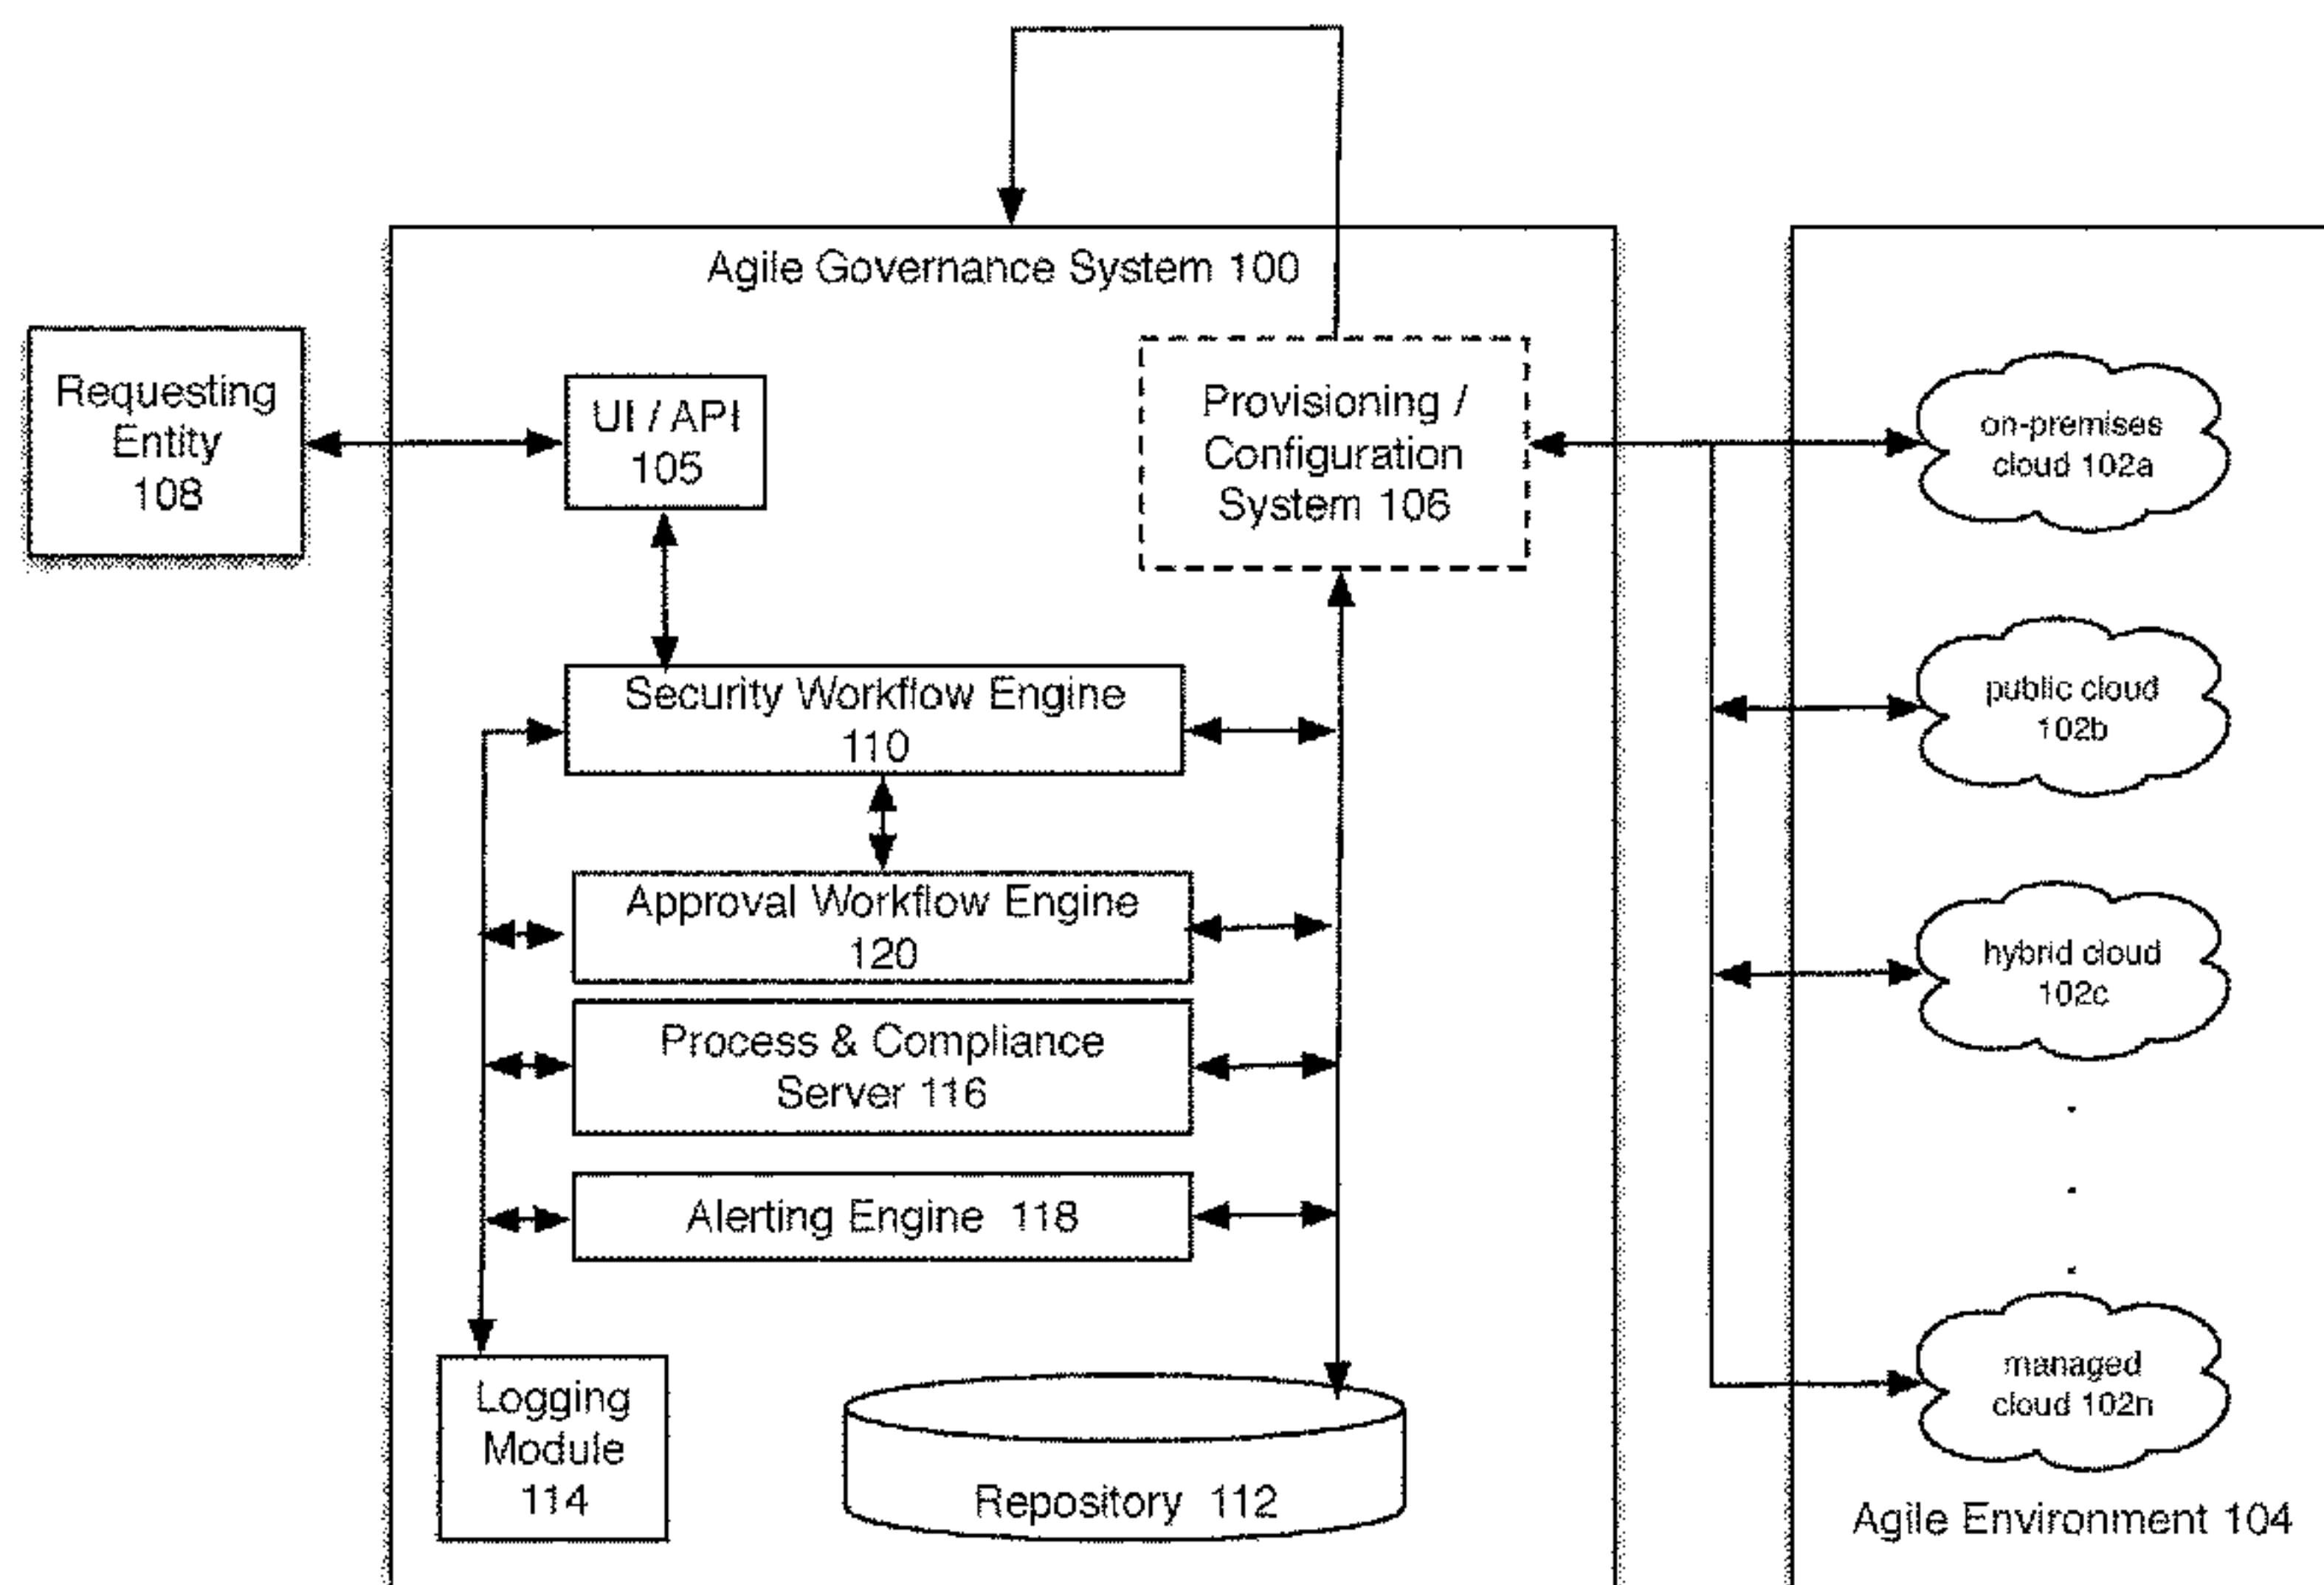 Agile Governance System 100
Requesting
Entity
108
UI / API
105
Provisioning /
Configuration
System 106
on-premises
cloud 102a
Security Workflow Engine
110
public cloud
102b
Approval Workflow Engine
120
hybrid cloud
102c
Process & Compliance
Server 116
Alerting Engine 118
managed
cloud 102n
Logging
Module
114
Repository 112
Agile Environment 104